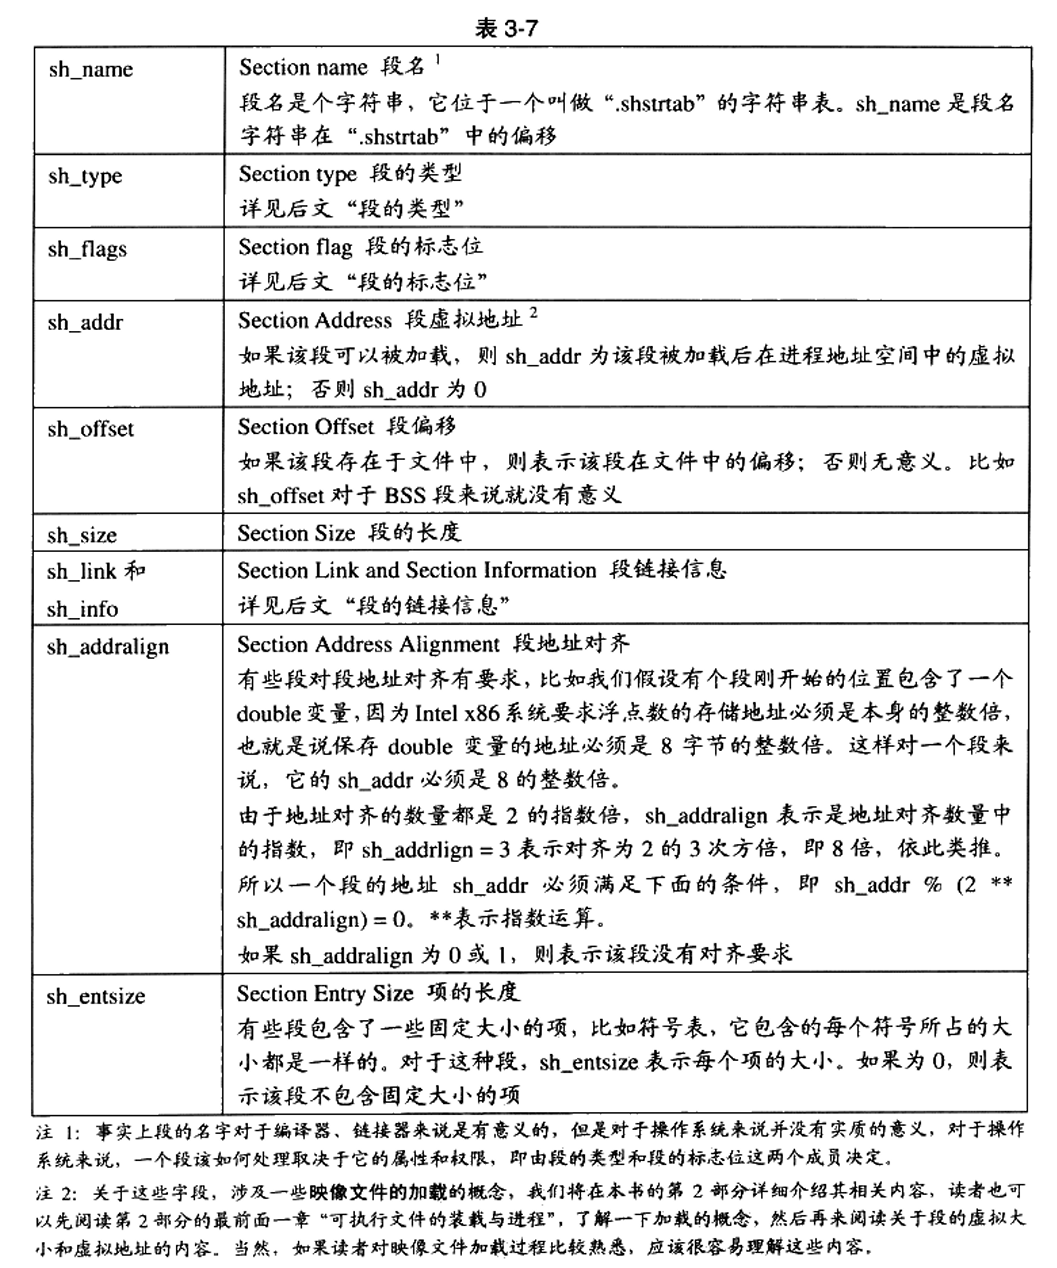 表 3-7
sh_name
Section name 段名 1
段名是个字符串，它位于一个叫做“.shstrtab”的字符串表。sh_name 是段名
字符串在“.shstrtab”中的偏移
sh_type
Section type 段的类型
详见后文“段的类型”
sh_flags
Section flag 段的标志位
详见后文“段的标志位”
sh_addr
Section Address 段虚拟地址 2
如果该段可以被加载，则 sh_addr 为该段被加载后在进程地址空间中的虚拟
地址；否则 sh_addr 为 0
sh_offset
Section Offset 段偏移
如果该段存在于文件中，则表示该段在文件中的偏移；否则无意义。比如
sh_offset 对于 BSS 段来说就没有意义
sh_size
Section Size 段的长度
sh_link 和
sh_info
Section Link and Section Information 段链接信息
详见后文“段的链接信息”
sh_addralign
Section Address Alignment 段地址对齐
有些段对段地址对齐有要求，比如我们假设有个段刚开始的位置包含了一个
double 变量，因为 Intel x86 系统要求浮点数的存储地址必须是本身的整数倍，
也就是说保存 double 变量的地址必须是 8 字节的整数倍。这样对一个段来
说，它的 sh_addr 必须是 8 的整数倍。
由于地址对齐的数量都是 2 的指数倍，sh_addralign 表示是地址对齐数量中
的指数，即 sh_addrlign = 3 表示对齐为 2 的 3 次方倍，即 8 倍，依此类推。
所以一个段的地址 sh_addr 必须满足下面的条件，即 sh_addr % (2 **
sh_addralign) = 0。**表示指数运算。
如果 sh_addralign 为 0 或 1，则表示该段没有对齐要求
sh_entsize
Section Entry Size 项的长度
有些段包含了一些固定大小的项，比如符号表，它包含的每个符号所占的大
小都是一样的。对于这种段，sh_entsize 表示每个项的大小。如果为 0，则表
示该段不包含固定大小的项
注 1：事实上段的名字对于编译器、链接器来说是有意义的，但是对于操作系统来说并没有实质的意义，对于操作
系统来说，一个段该如何处理取决于它的属性和权限，即由段的类型和段的标志位这两个成员决定。
注 2：关于这些字段，涉及一些映像文件的加载的概念，我们将在本书的第 2 部分详细介绍其相关内容，读者也可
以先阅读第 2 部分的最前面一章“可执行文件的装载与进程”，了解一下加载的概念，然后再来阅读关于段的虚拟大
小和虚拟地址的内容。当然，如果读者对映像文件加载过程比较熟悉，应该很容易理解这些内容。